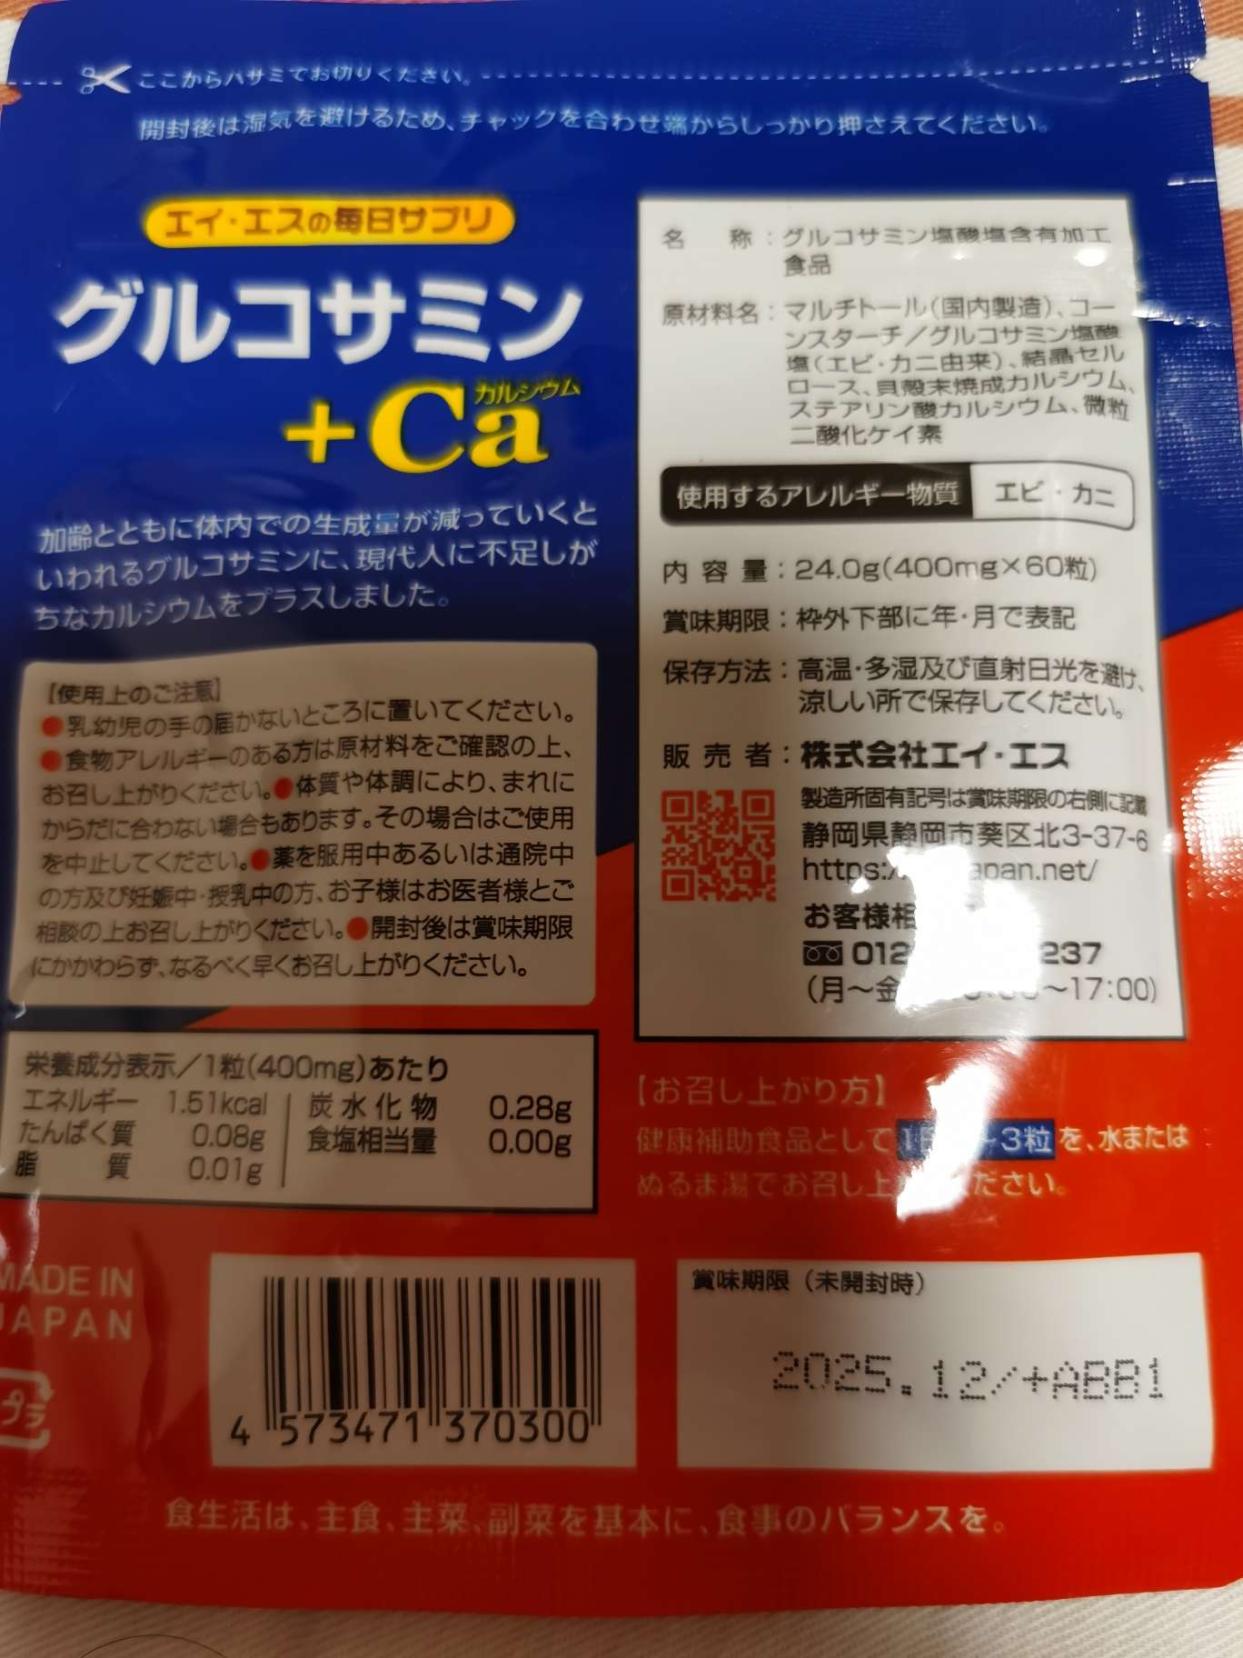 ここからハサミでお切りください。
開封後は湿気を避けるため、チャックを合わせ端からしっかり押さえてください。
エイ・エスの毎日サプリ
グルコサミン
カルシウム
+Ca
加齢とともに体内での生成量が減っていくと
いわれるグルコサミンに、現代人に不足しが
ちなカルシウムをプラスしました。
【使用上のご注意】
●乳幼児の手の届かないところに置いてください。
●食物アレルギーのある方は原材料をご確認の上、
お召し上がりください。●体質や体調により、まれに
からだに合わない場合もあります。その場合はご使用
を中止してください。●薬を服用中あるいは通院中
の方及び妊娠中・授乳中の方、お子様はお医者様とご
相談の上お召し上がりください。●開封後は賞味期限
にかかわらず、なるべく早くお召し上がりください。
栄養成分表示/1粒(400mg)あたり
エネルギー 1.51kcal
たんぱく質 0.08g
脂 質 0.01g
炭水化物 0.28g
食塩相当量 0.00g
名 称:グルコサミン塩酸塩含有加工
食品
原材料名:マルチトール(国内製造)、コー
ンスターチ/グルコサミン塩酸
塩(エビ・カニ由来)、結晶セル
ロース、貝殻末焼成カルシウム、
ステアリン酸カルシウム、微粒
二酸化ケイ素
使用するアレルギー物質 エビ・カニ
内容量:24.0g(400mg×60粒)
賞味期限:枠外下部に年・月で表記
保存方法:高温・多湿及び直射日光を避け、
涼しい所で保存してください。
販売者:株式会社エイ・エス
製造所固有記号は賞味期限の右側に記載
静岡県静岡市葵区北3-37-6
https:/ apan.net/
お客様相
012 237
(月〜金 〜17:00)
【お召し上がり方】
健康補助食品として1日 〜3粒を、水または
ぬるま湯でお召し上 ださい。
MADE IN
JAPAN
プラ
4 573471 370300
賞味期限(未開封時)
2025.12/+ABB1
食生活は、主食、主菜、副菜を基本に、食事のバランスを。